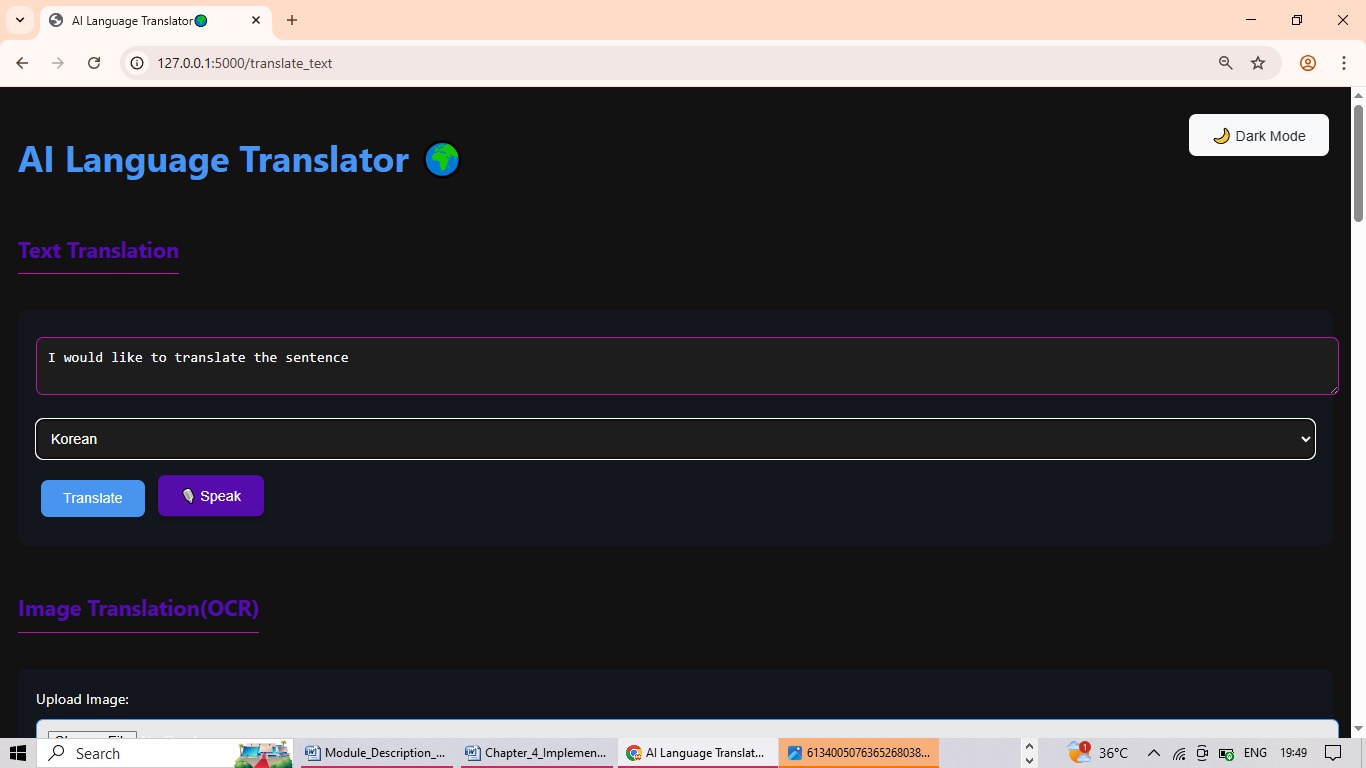 AI Language Translator
127.0.0.1:5000/translate_text
AI Language Translator
Dark Mode
Text Translation
I would like to translate the sentence
Korean
Translate
Speak
Image Translation(OCR)
Upload Image:
Search
Module_Description_...
Chapter_4_Implemen...
AI Language Translat...
6134005076365268038...
1
36°C
ENG
19:49